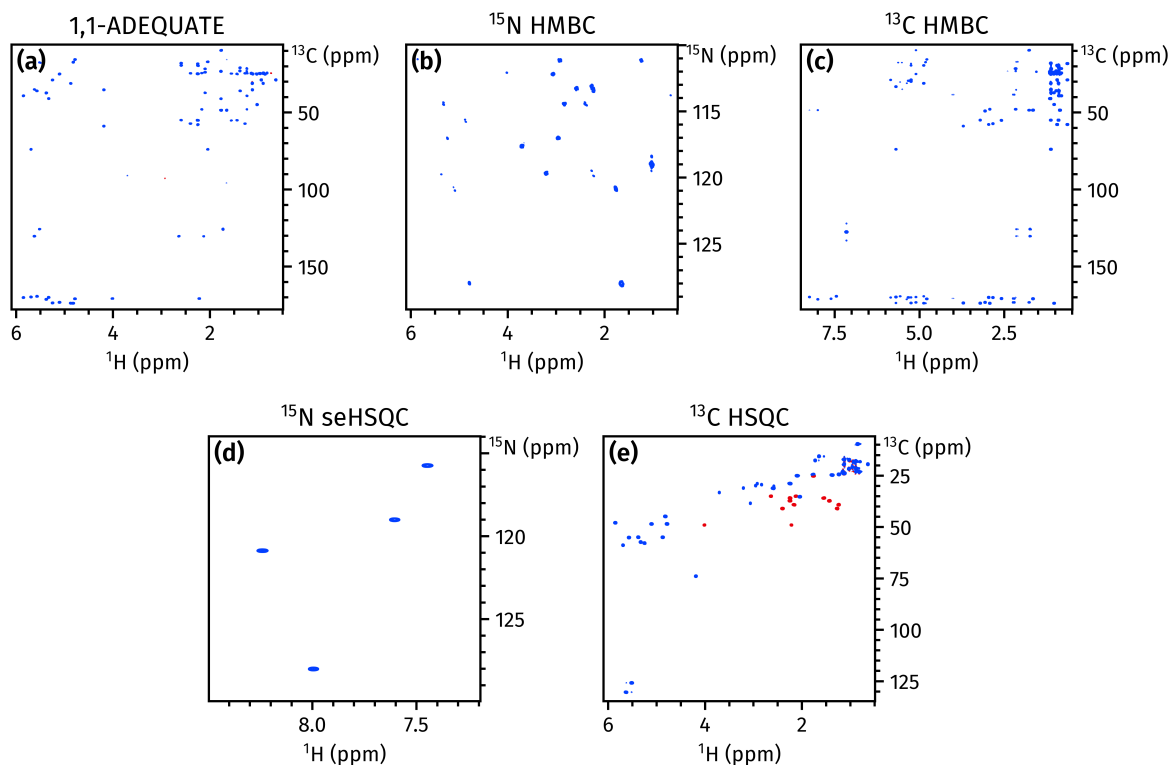 1,1-ADEQUATE
(a)
¹³C (ppm)
50
100
150
6
4
2
¹H (ppm)
¹⁵N HMBC
(b)
¹⁵N (ppm)
115
120
125
6
4
2
¹H (ppm)
¹³C HMBC
(c)
¹³C (ppm)
50
100
150
7.5
5.0
2.5
¹H (ppm)
¹⁵N seHSQC
(d)
¹⁵N (ppm)
120
125
8.0
7.5
¹H (ppm)
¹³C HSQC
(e)
¹³C (ppm)
25
50
75
100
125
6
4
2
¹H (ppm)